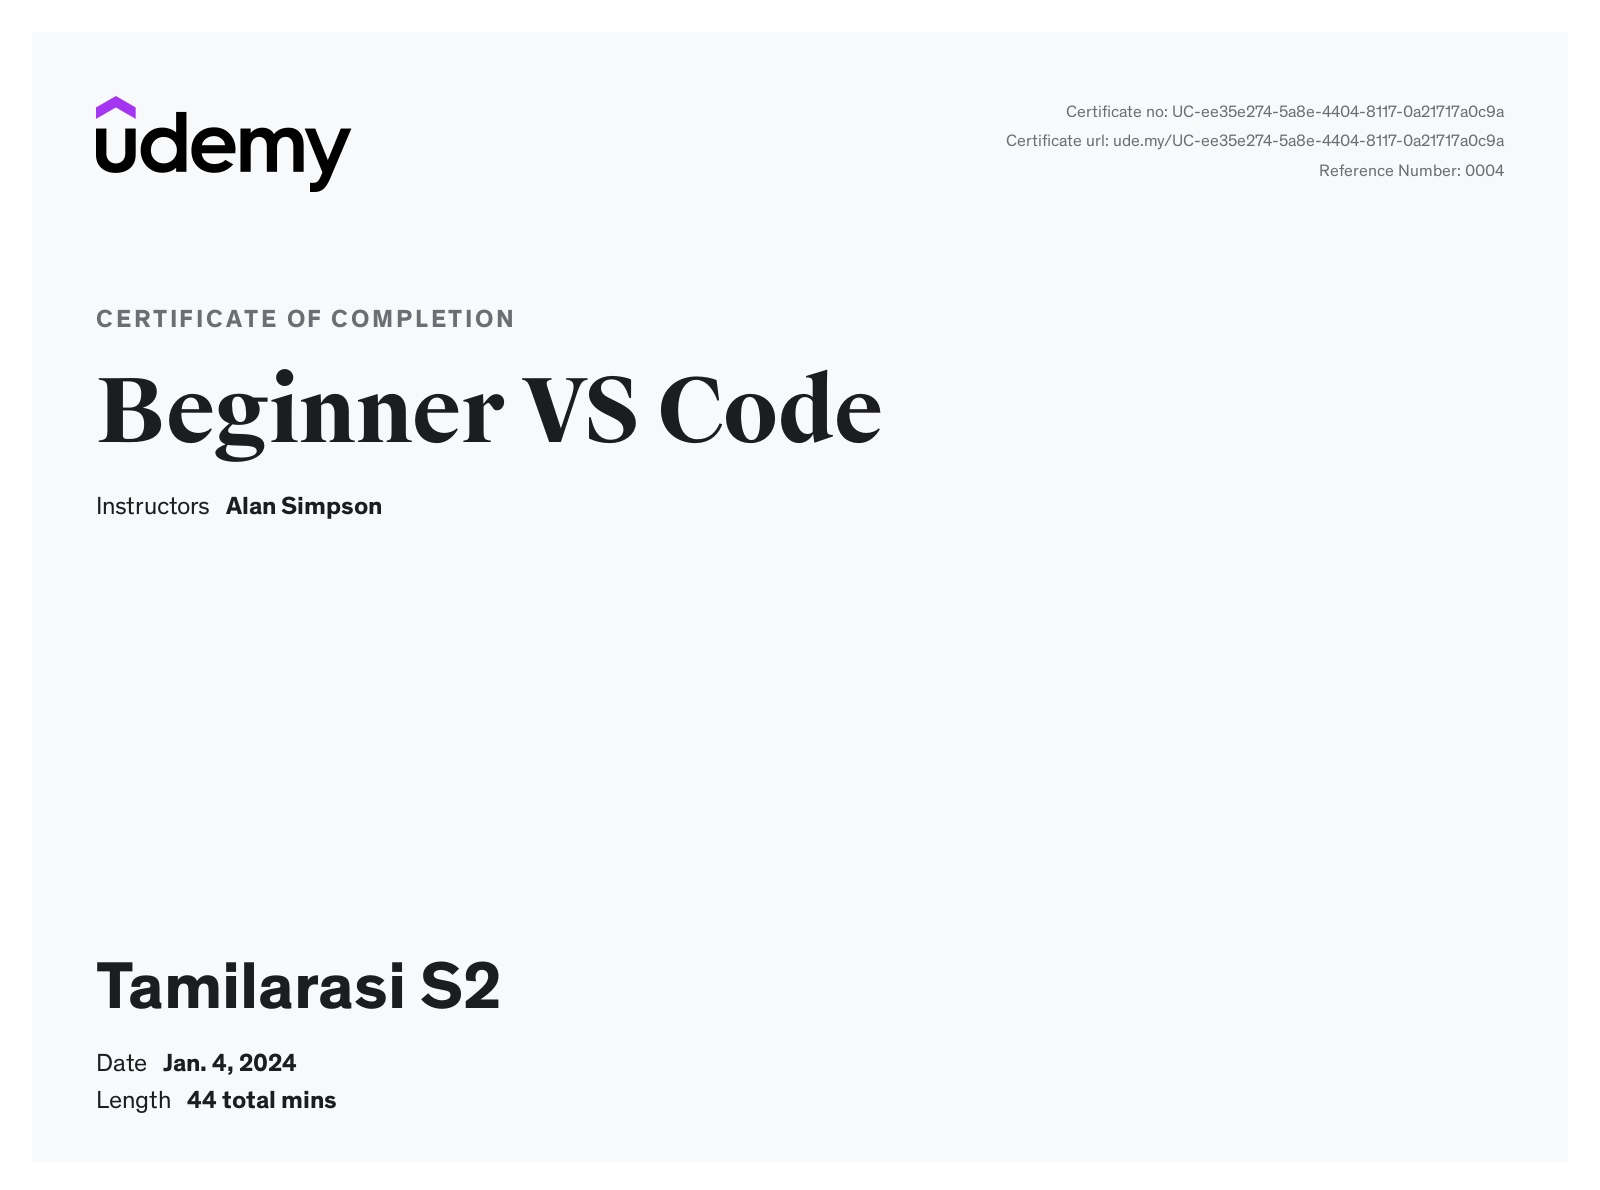 udemy
Certificate no: UC-ee35e274-5a8e-4404-8117-0a21717a0c9a
Certificate url: ude.my/UC-ee35e274-5a8e-4404-8117-0a21717a0c9a
Reference Number: 0004
CERTIFICATE OF COMPLETION
Beginner VS Code
Instructors Alan Simpson
Tamilarasi S2
Date Jan. 4, 2024
Length 44 total mins